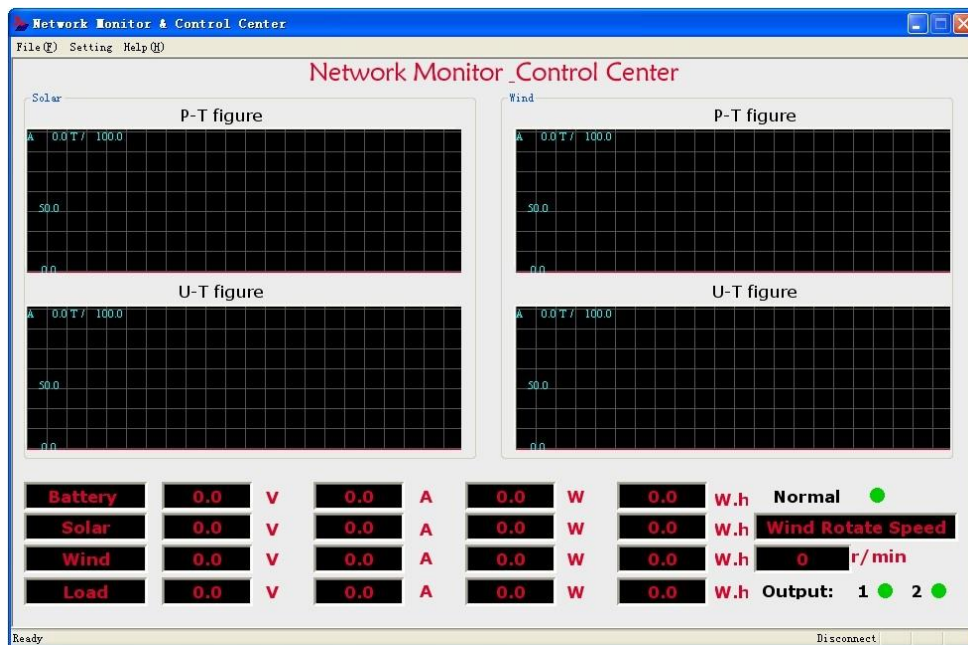 Network Monitor & Control Center
File(F) Setting Help(H)
Network Monitor _Control Center
Solar
P-T figure
A 0.0 T / 100.0
50.0
0.0
U-T figure
A 0.0 T / 100.0
50.0
0.0
Wind
P-T figure
A 0.0 T / 100.0
50.0
0.0
U-T figure
A 0.0 T / 100.0
50.0
0.0
Battery 0.0 V 0.0 A 0.0 W 0.0 W.h Normal
Solar 0.0 V 0.0 A 0.0 W 0.0 W.h Wind Rotate Speed
Wind 0.0 V 0.0 A 0.0 W 0.0 W.h 0 r/min
Load 0.0 V 0.0 A 0.0 W 0.0 W.h Output: 1 2
Ready Disconnect